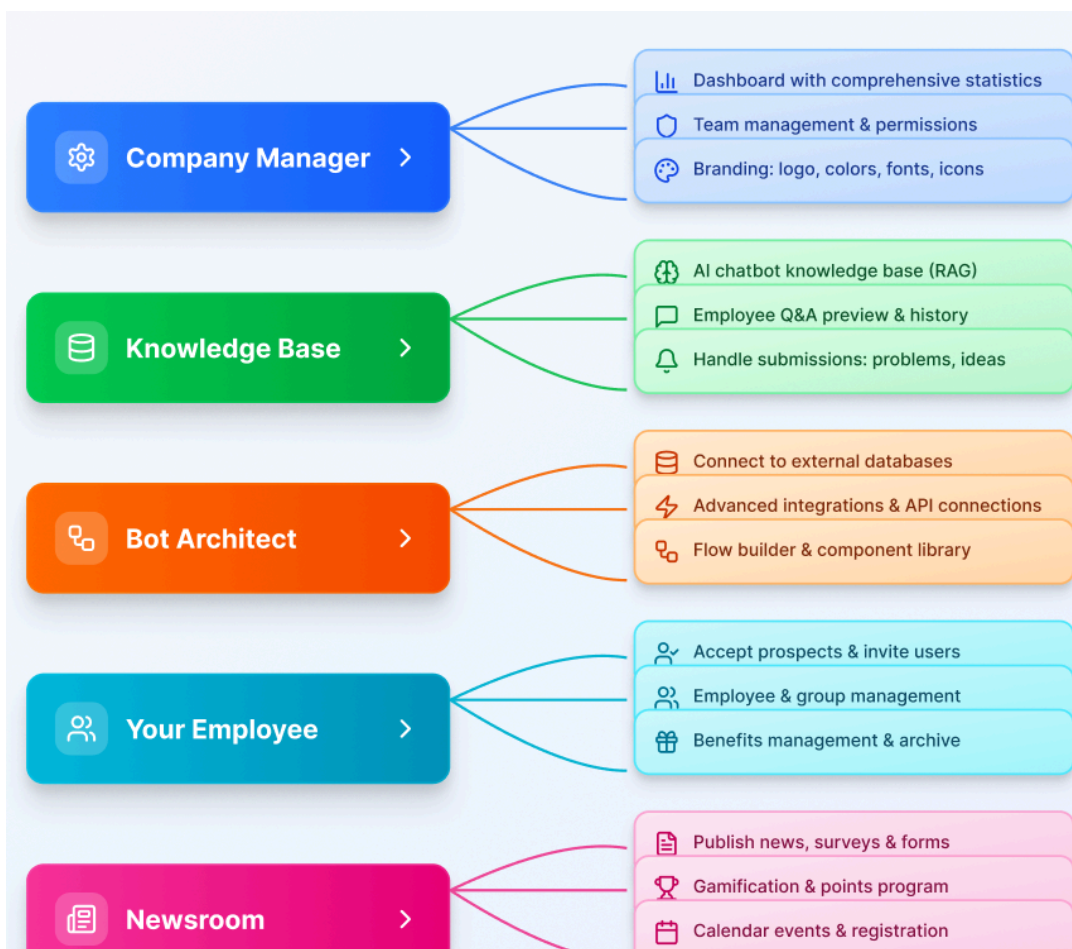 Company Manager
Dashboard with comprehensive statistics
Team management & permissions
Branding: logo, colors, fonts, icons
Knowledge Base
AI chatbot knowledge base (RAG)
Employee Q&A preview & history
Handle submissions: problems, ideas
Bot Architect
Connect to external databases
Advanced integrations & API connections
Flow builder & component library
Your Employee
Accept prospects & invite users
Employee & group management
Benefits management & archive
Newsroom
Publish news, surveys & forms
Gamification & points program
Calendar events & registration